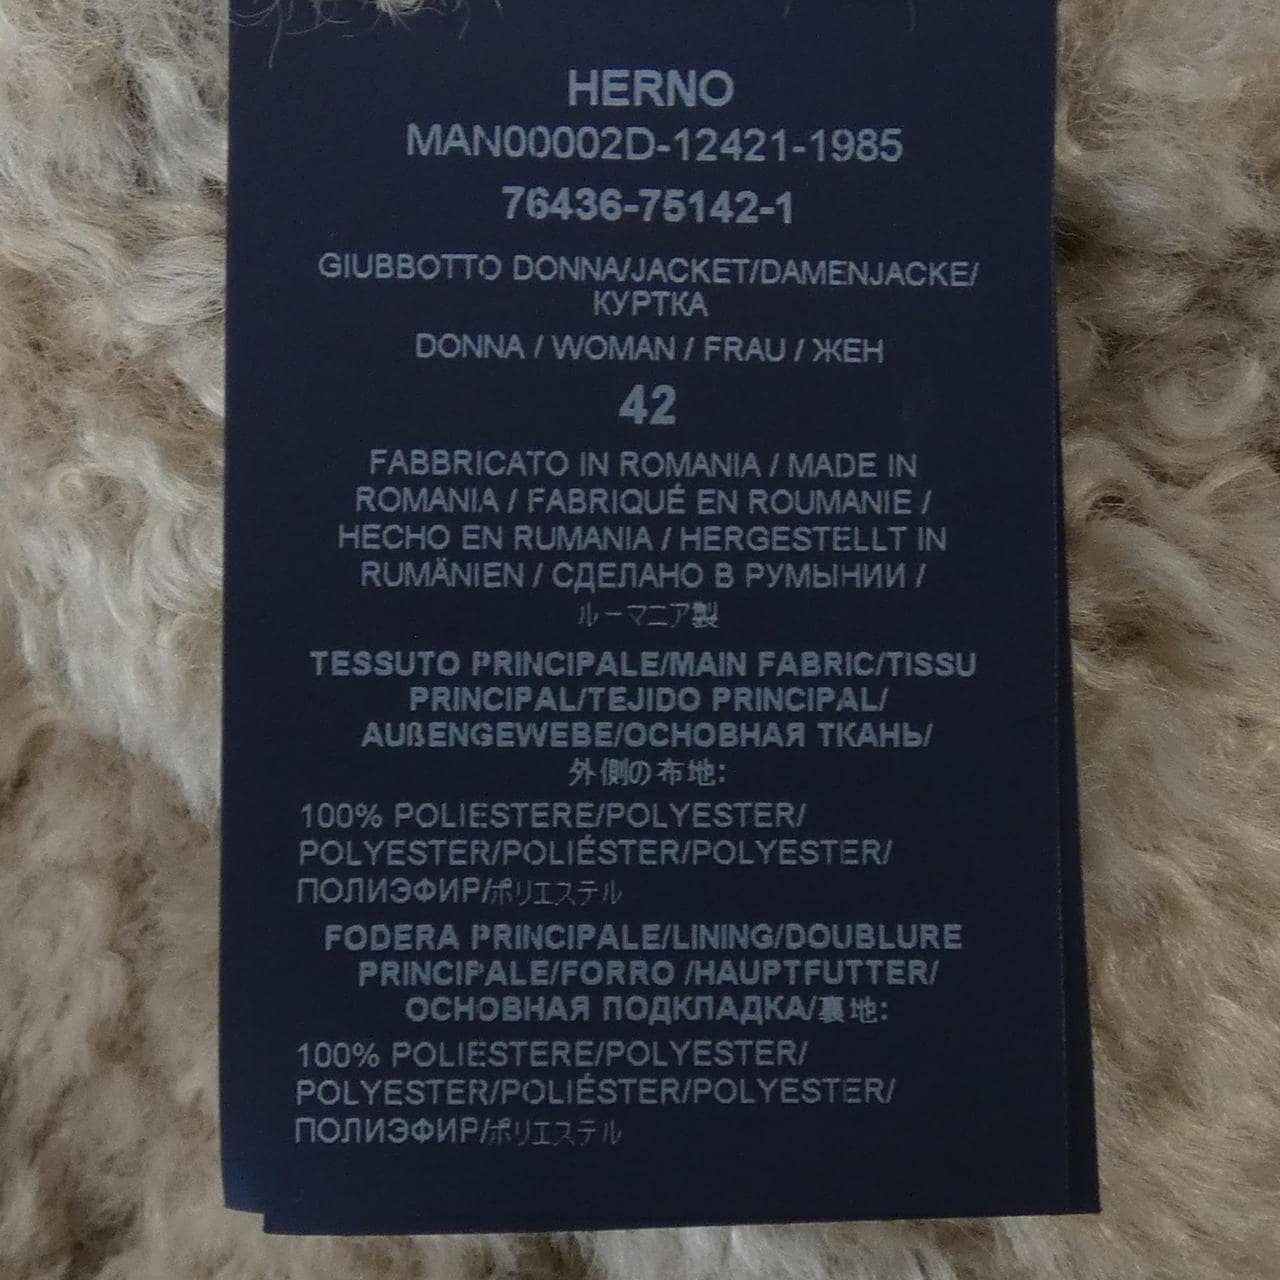 HERNO
MAN00002D-12421-1985
76436-75142-1
GIUBBOTTO DONNA/JACKET/DAMENJACKE/
КУРТКА
DONNA / WOMAN / FRAU / ЖЕН
42
FABBRICATO IN ROMANIA / MADE IN
ROMANIA / FABRIQUÉ EN ROUMANIE /
HECHO EN RUMANIA / HERGESTELLT IN
RUMÄNIEN / СДЕЛАНО В РУМЫНИИ /
ルーマニア製
TESSUTO PRINCIPALE/MAIN FABRIC/TISSU
PRINCIPAL/TEJIDO PRINCIPAL/
AUßENGEWEBE/ОСНОВНАЯ ТКАНЬ/
外側の布地:
100% POLIESTERE/POLYESTER/
POLYESTER/POLIÉSTER/POLYESTER/
ПОЛИЭФИР/ポリエステル
FODERA PRINCIPALE/LINING/DOUBLURE
PRINCIPALE/FORRO /HAUPTFUTTER/
ОСНОВНАЯ ПОДКЛАДКА/裏地:
100% POLIESTERE/POLYESTER/
POLYESTER/POLIÉSTER/POLYESTER/
ПОЛИЭФИР/ポリエステル